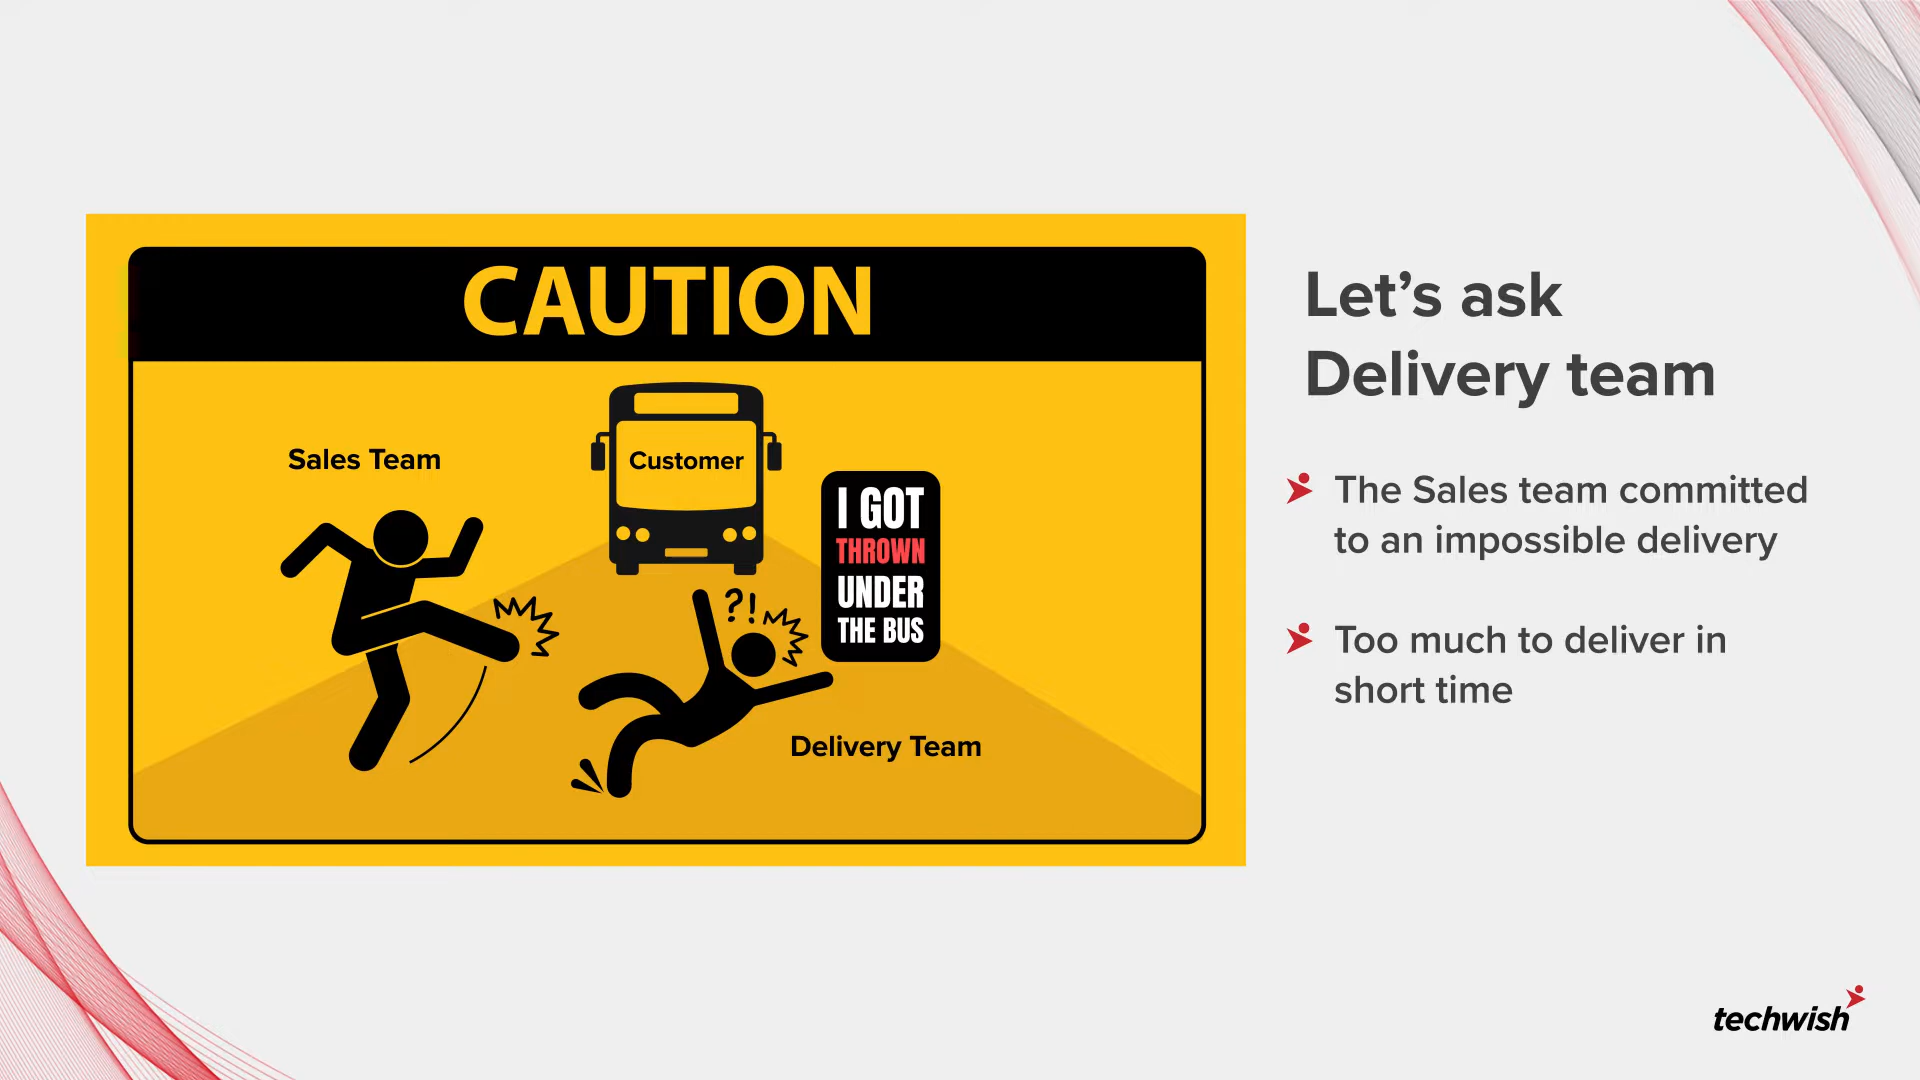 CAUTION
Sales Team
Customer
I GOT
THROWN
UNDER
THE BUS
?!
Delivery Team
Let’s ask
Delivery team
The Sales team committed
to an impossible delivery
Too much to deliver in
short time
techwish